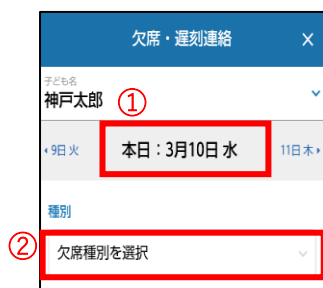 欠席・遅刻連絡 X
子ども名
神戸太郎 ①
9日 火 本日：3月10日 水 11日 木
種別
② 欠席種別を選択